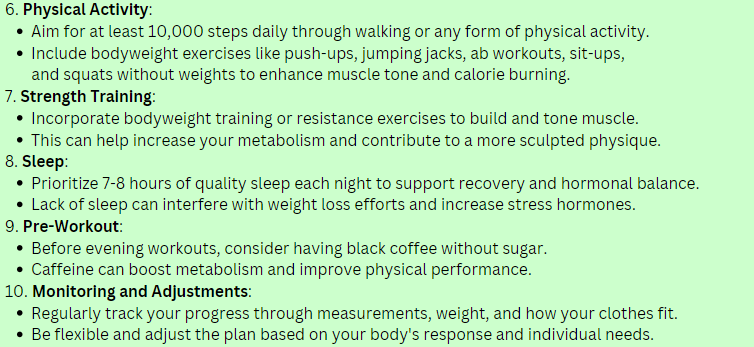 6. Physical Activity:
• Aim for at least 10,000 steps daily through walking or any form of physical activity.
• Include bodyweight exercises like push-ups, jumping jacks, ab workouts, sit-ups,
and squats without weights to enhance muscle tone and calorie burning.
7. Strength Training:
• Incorporate bodyweight training or resistance exercises to build and tone muscle.
• This can help increase your metabolism and contribute to a more sculpted physique.
8. Sleep:
• Prioritize 7-8 hours of quality sleep each night to support recovery and hormonal balance.
• Lack of sleep can interfere with weight loss efforts and increase stress hormones.
9. Pre-Workout:
• Before evening workouts, consider having black coffee without sugar.
• Caffeine can boost metabolism and improve physical performance.
10. Monitoring and Adjustments:
• Regularly track your progress through measurements, weight, and how your clothes fit.
• Be flexible and adjust the plan based on your body's response and individual needs.